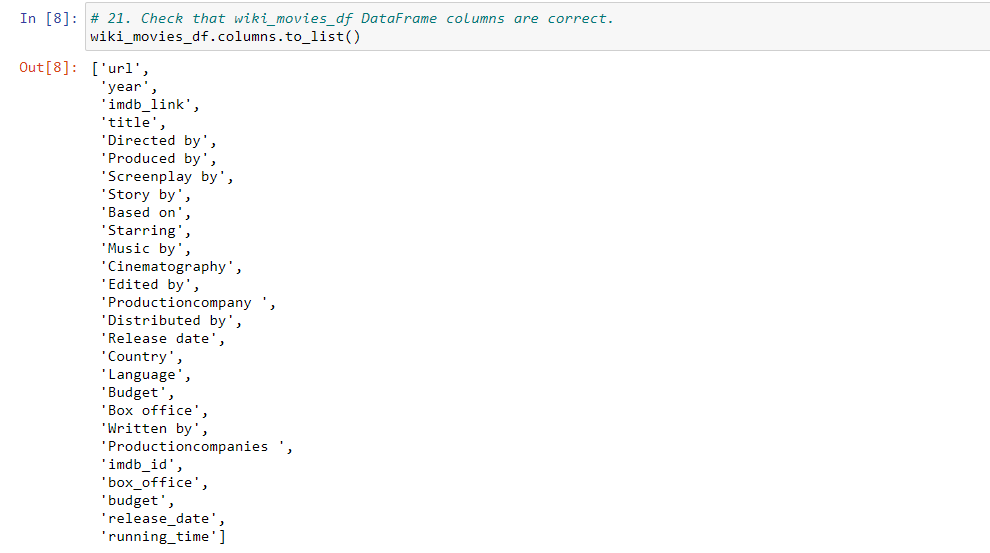 In [8]: # 21. Check that wiki_movies_df DataFrame columns are correct.
wiki_movies_df.columns.to_list()
Out[8]: ['url',
'year',
'imdb_link',
'title',
'Directed by',
'Produced by',
'Screenplay by',
'Story by',
'Based on',
'Starring',
'Music by',
'Cinematography',
'Edited by',
'Productioncompany ',
'Distributed by',
'Release date',
'Country',
'Language',
'Budget',
'Box office',
'Written by',
'Productioncompanies ',
'imdb_id',
'box_office',
'budget',
'release_date',
'running_time']